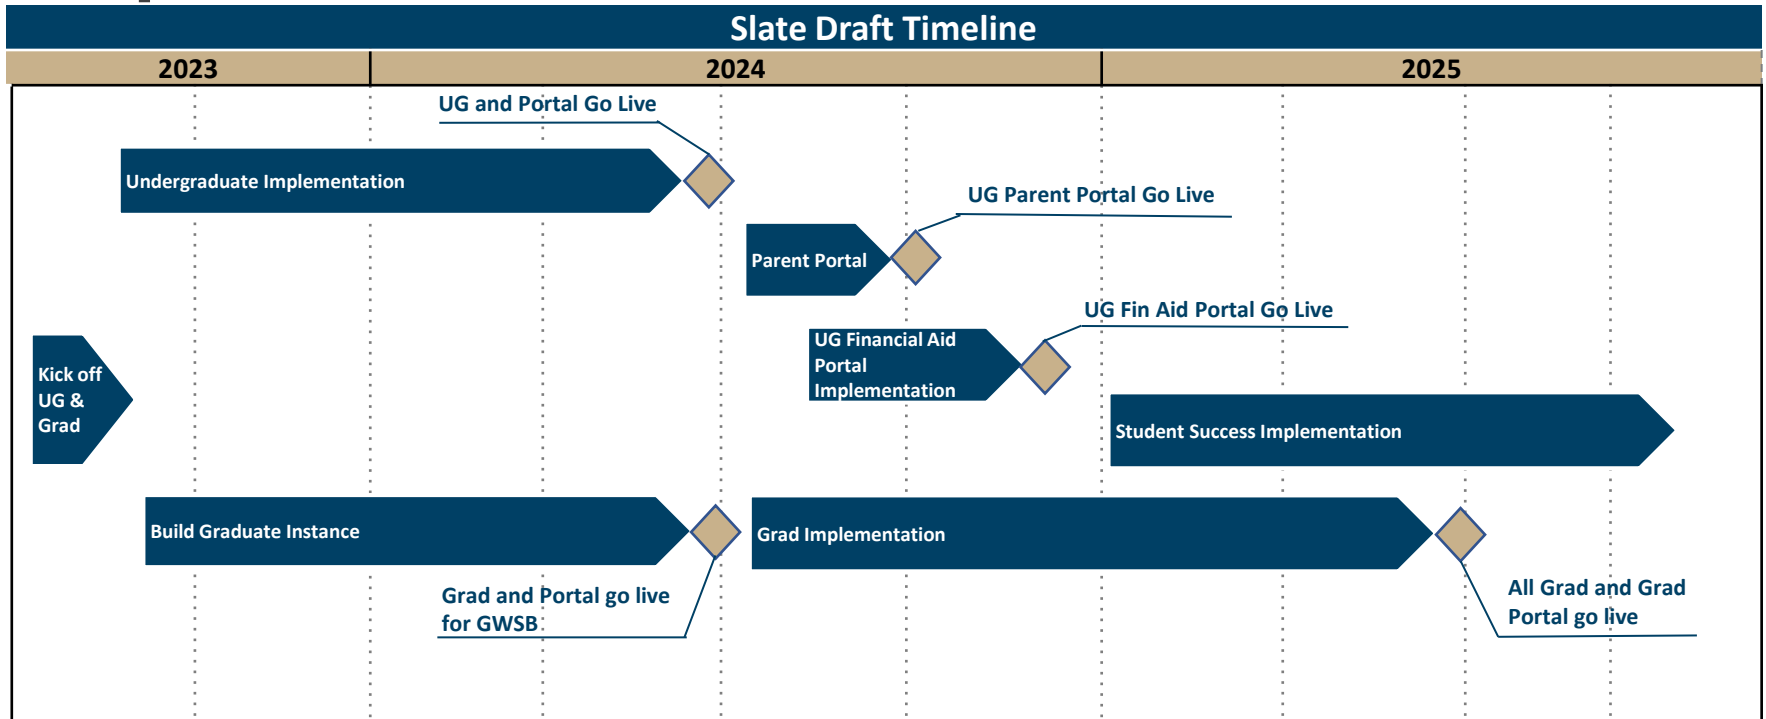 Slate Draft Timeline
2023
2024
2025
UG and Portal Go Live
Undergraduate Implementation
UG Parent Portal Go Live
Parent Portal
UG Fin Aid Portal Go Live
UG Financial Aid
Portal
Implementation
Kick off
UG &
Grad
Student Success Implementation
Build Graduate Instance
Grad Implementation
Grad and Portal go live
for GWSB
All Grad and Grad
Portal go live